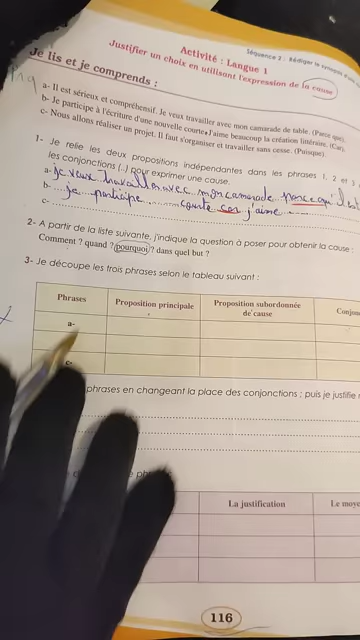 Séquence 2 : Rédiger le
Activité : Langue 1
Justifier un choix en utilisant l'expression de la cause
Je lis et je comprends :
a- Il est sérieux et compréhensif. Je veux travailler avec mon camarade de table. (Parce que).
b- Je participe à l'écriture d'une nouvelle courte. J'aime beaucoup la création littéraire. (Car).
c- Nous allons réaliser un projet. Il faut s'organiser et travailler sans cesse. (Puisque).
1- Je relie les deux propositions indépendantes dans les phrases 1, 2 et 3
les conjonctions (..) pour exprimer une cause.
a- je veux travailler avec mon camarade parce qu'il est
b- je participe ...... courte car j'aime ......
c-
2- A partir de la liste suivante, j'indique la question à poser pour obtenir la cause :
Comment ? quand ? pourquoi ? dans quel but ?
3- Je découpe les trois phrases selon le tableau suivant :
Phrases Proposition principale Proposition subordonnée de cause Conjon
a-
c-
phrases en changeant la place des conjonctions ; puis je justifie
La justification Le moye
116